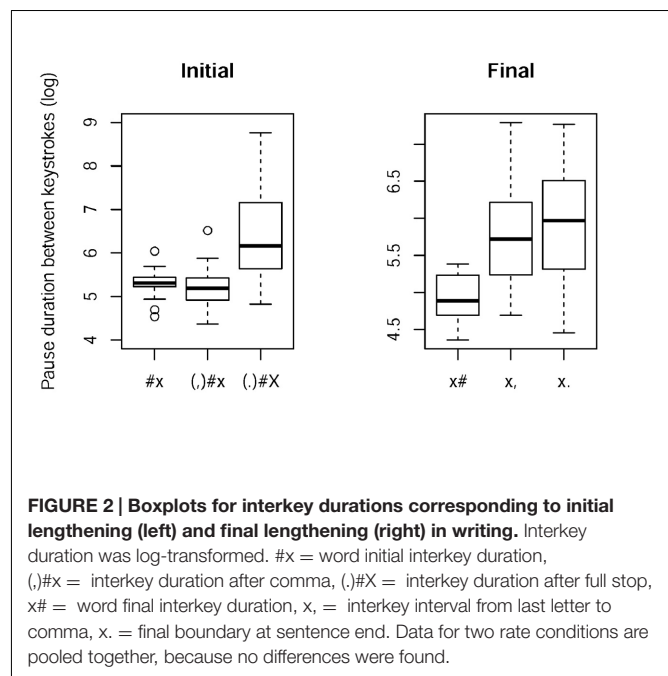 Initial
Final
Pause duration between keystrokes (log)
9
8
7
6
5
4
#x
(,)#x
(.)#X
6.5
5.5
4.5
x#
x,
x.
FIGURE 2 | Boxplots for interkey durations corresponding to initial
lengthening (left) and final lengthening (right) in writing. Interkey
duration was log-transformed. #x = word initial interkey duration,
(,)#x = interkey duration after comma, (.)#X = interkey duration after full stop,
x# = word final interkey duration, x, = interkey interval from last letter to
comma, x. = final boundary at sentence end. Data for two rate conditions are
pooled together, because no differences were found.